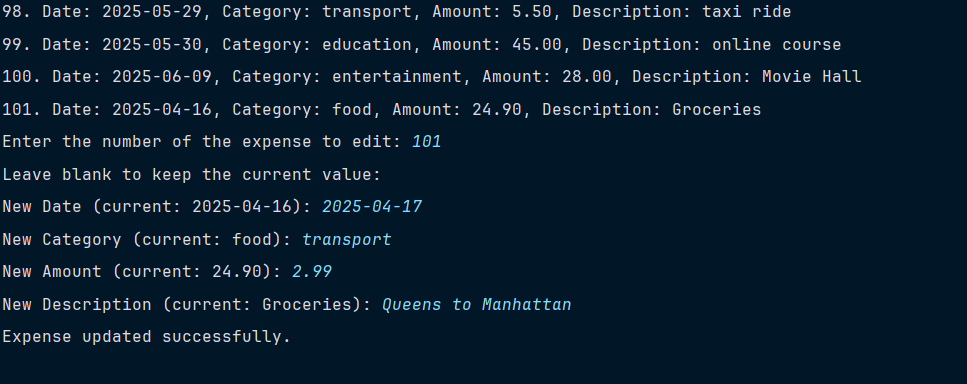 98. Date: 2025-05-29, Category: transport, Amount: 5.50, Description: taxi ride
99. Date: 2025-05-30, Category: education, Amount: 45.00, Description: online course
100. Date: 2025-06-09, Category: entertainment, Amount: 28.00, Description: Movie Hall
101. Date: 2025-04-16, Category: food, Amount: 24.90, Description: Groceries
Enter the number of the expense to edit: 101
Leave blank to keep the current value:
New Date (current: 2025-04-16): 2025-04-17
New Category (current: food): transport
New Amount (current: 24.90): 2.99
New Description (current: Groceries): Queens to Manhattan
Expense updated successfully.